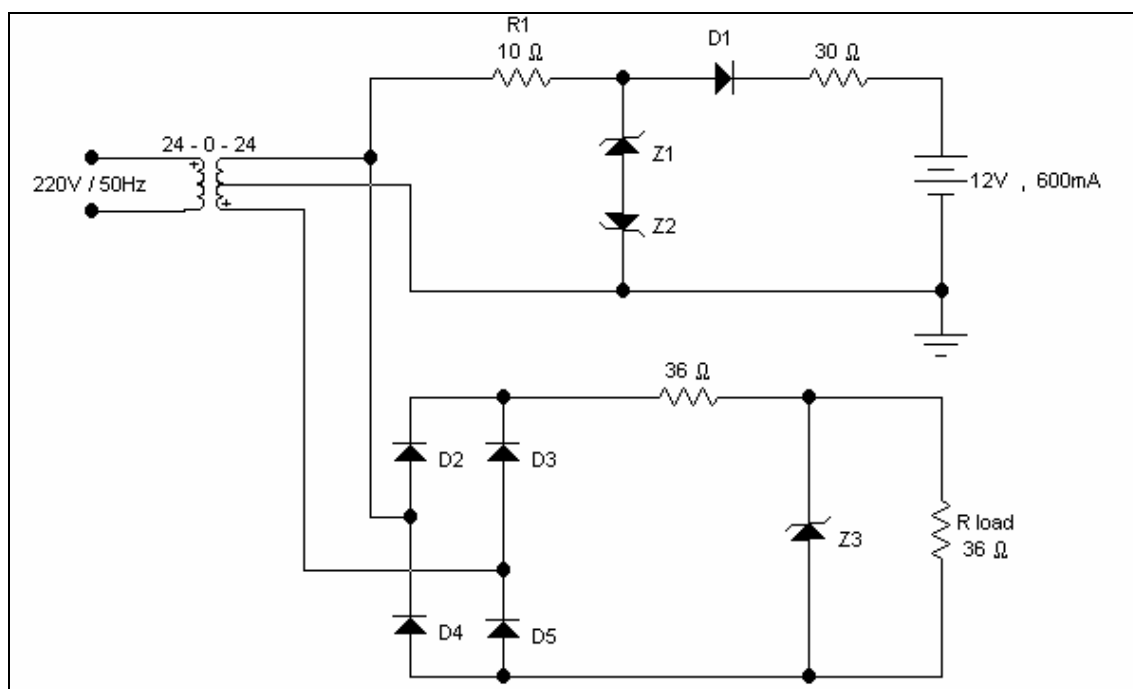 R1
10 Ω
D1
30 Ω
24 - 0 - 24
+
220V / 50Hz
+
Z1
Z2
12V , 600mA
36 Ω
D2
D3
Z3
R load
36 Ω
D4
D5